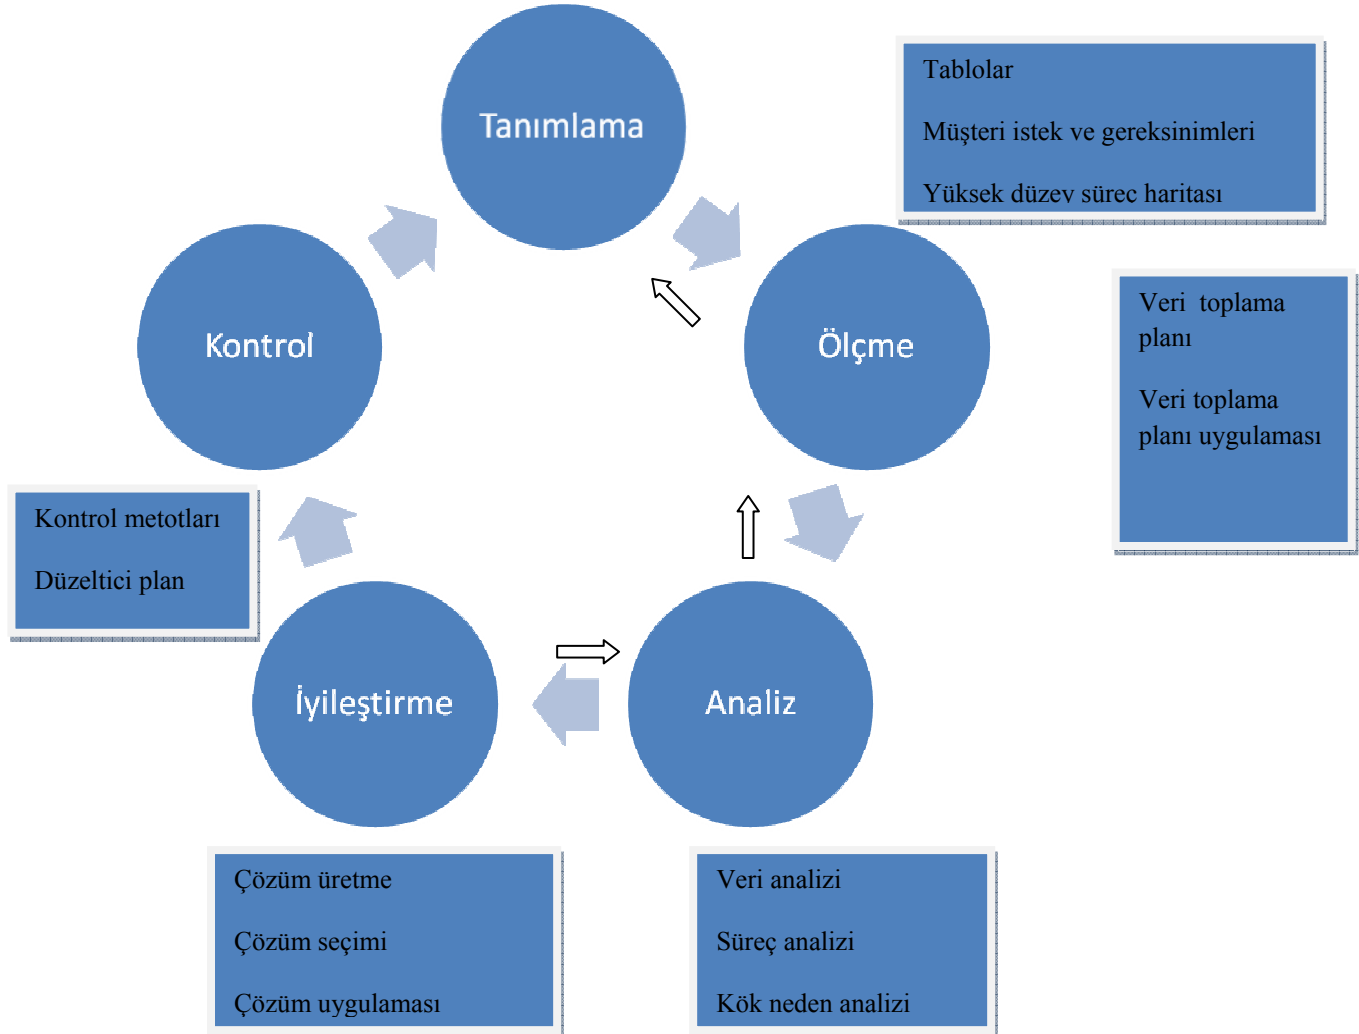 Tanımlama
Tablolar
Müşteri istek ve gereksinimleri
Yüksek düzey süreç haritası
Kontrol
Ölçme
Veri toplama
planı
Veri toplama
planı uygulaması
Kontrol metotları
Düzeltici plan
İyileştirme
Analiz
Çözüm üretme
Çözüm seçimi
Çözüm uygulaması
Veri analizi
Süreç analizi
Kök neden analizi